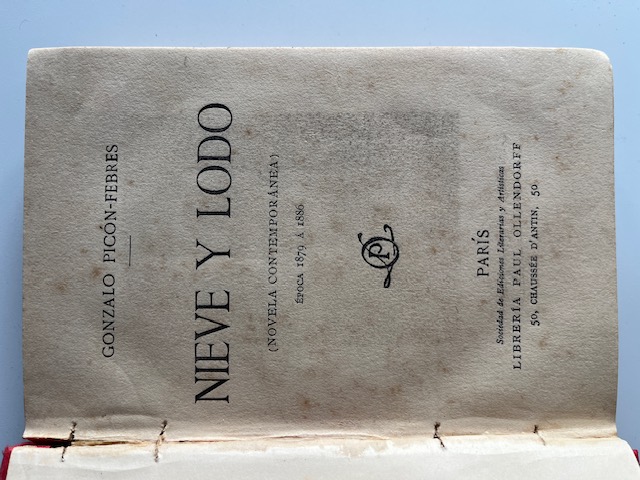 GONZALO PICÓN-FEBRES
NIEVE Y LODO
(NOVELA CONTEMPORÁNEA)
ÉPOCA 1879 Á 1886
PARÍS
Sociedad de Ediciones Literarias y Artísticas
LIBRERÍA PAUL OLLENDORFF
50, CHAUSSÉE D'ANTIN, 50